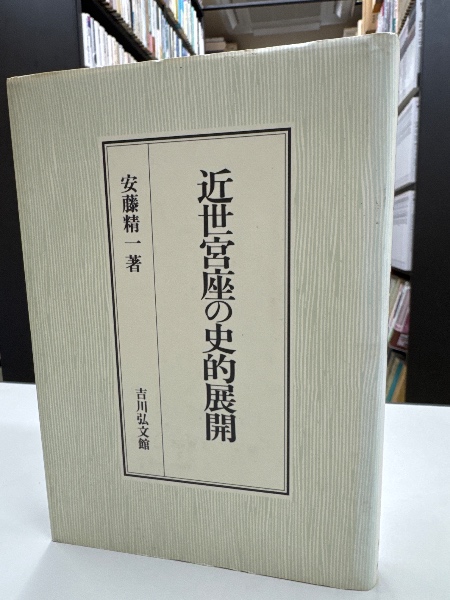 近世宮座の史的展開
安藤精一著
吉川弘文館